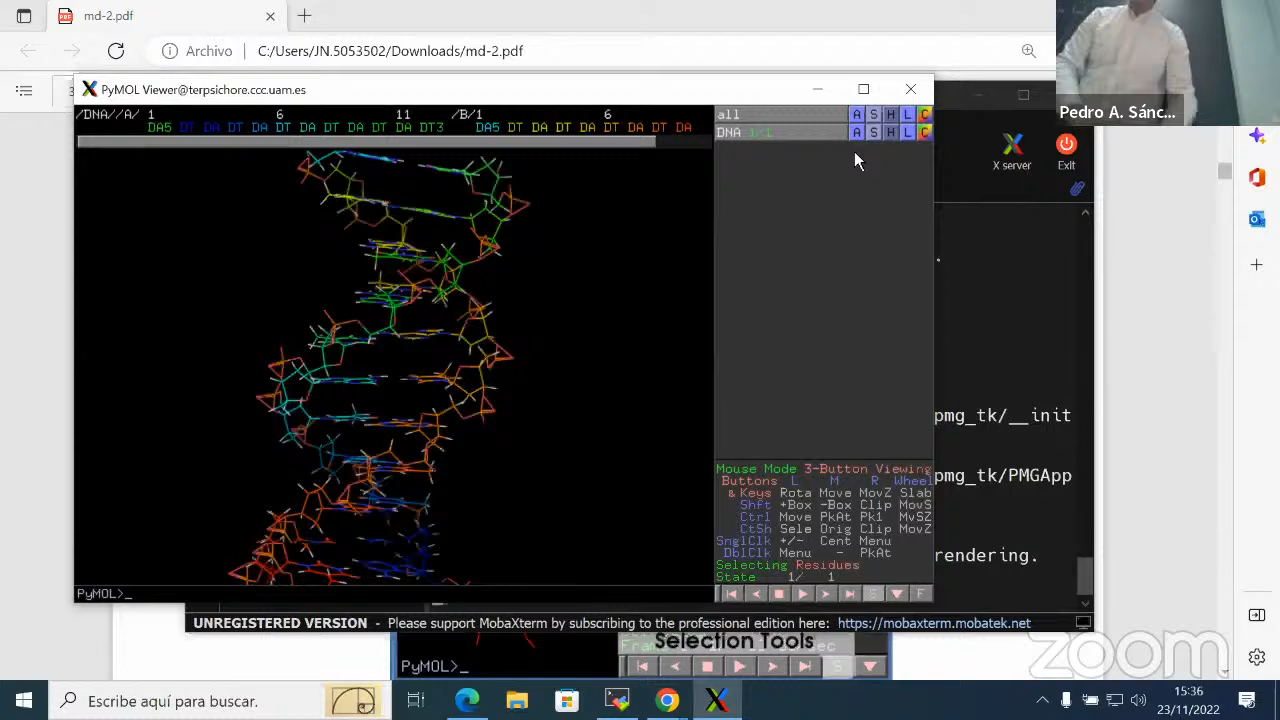 md-2.pdf
Archivo C:/Users/JN.5053502/Downloads/md-2.pdf
PyMOL Viewer@terpsichore.ccc.uam.es
/DNA//A/ 1 6 11 /B/1 6
DA5 DT DA DT DA DT DA DT DA DT DT3 DA5 DT DA DT DA DT DA DT DA
all A S H L C
DNA 1/1 A S H L C
Pedro A. Sánc...
X server Exit
pmg_tk/__init
pmg_tk/PMGApp
rendering.
Mouse Mode 3-Button Viewing
Buttons L M R Wheel
& Keys Rota Move MovZ Slab
Shft +Box -Box Clip MovS
Ctrl Move PkAt Pk1 MvSZ
CtSh Sele Orig Clip MovZ
SnglClk +/- Cent Menu
DblClk Menu - PkAt
Selecting Residues
State 1/ 1
S F
PyMOL>_
UNREGISTERED VERSION - Please support MobaXterm by subscribing to the professional edition here: https://mobaxterm.mobatek.net
Selection Tools
PyMOL>_
S
zoom
Escribe aquí para buscar.
15:36
23/11/2022